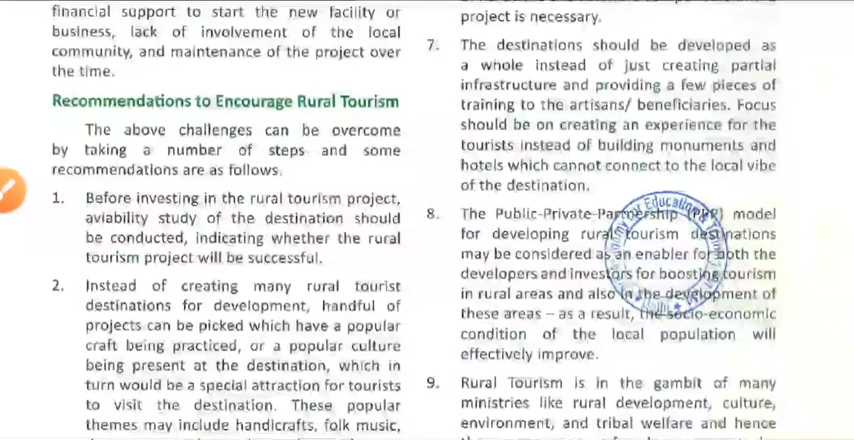 financial support to start the new facility or
business, lack of involvement of the local
community, and maintenance of the project over
the time.
Recommendations to Encourage Rural Tourism
The above challenges can be overcome
by taking a number of steps and some
recommendations are as follows.
1. Before investing in the rural tourism project,
aviability study of the destination should
be conducted, indicating whether the rural
tourism project will be successful.
2. Instead of creating many rural tourist
destinations for development, handful of
projects can be picked which have a popular
craft being practiced, or a popular culture
being present at the destination, which in
turn would be a special attraction for tourists
to visit the destination. These popular
themes may include handicrafts, folk music,
project is necessary.
7. The destinations should be developed as
a whole instead of just creating partial
infrastructure and providing a few pieces of
training to the artisans/ beneficiaries. Focus
should be on creating an experience for the
tourists instead of building monuments and
hotels which cannot connect to the local vibe
of the destination.
8. The Public-Private-Partnership (PPP) model
for developing rural tourism destinations
may be considered as an enabler for both the
developers and investors for boosting tourism
in rural areas and also in the development of
these areas – as a result, the socio-economic
condition of the local population will
effectively improve.
9. Rural Tourism is in the gambit of many
ministries like rural development, culture,
environment, and tribal welfare and hence